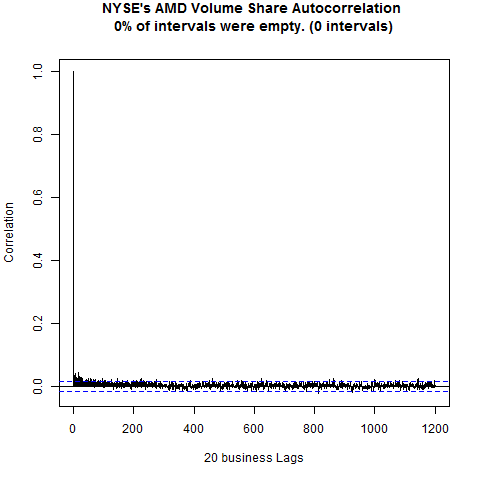 NYSE's AMD Volume Share Autocorrelation
0% of intervals were empty. (0 intervals)
Correlation
1.0
0.8
0.6
0.4
0.2
0.0
0 200 400 600 800 1000 1200
20 business Lags